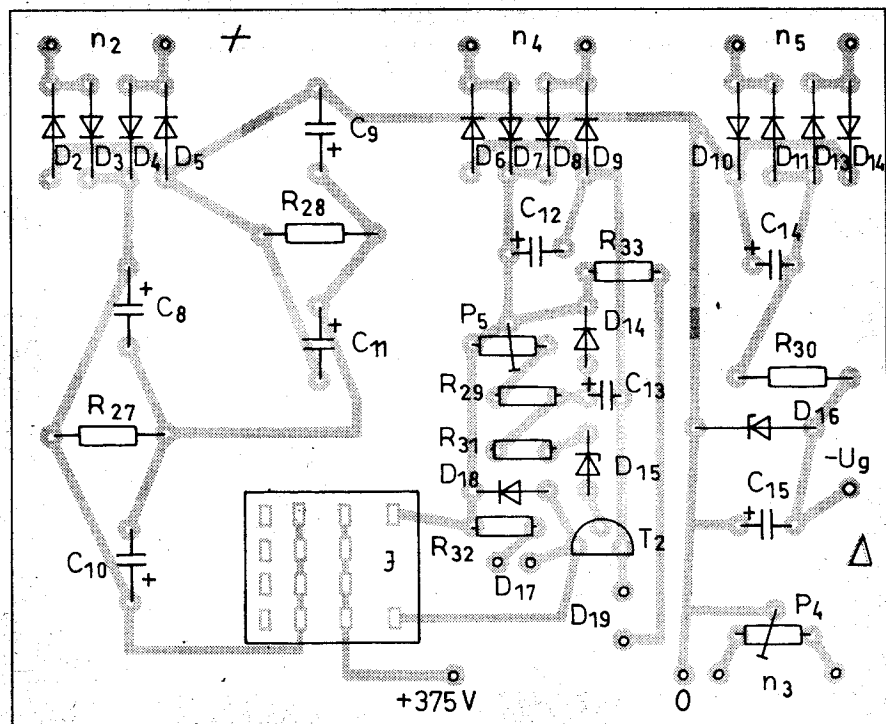 n2 n4 n5
D2 D3 D4 D5 C9 D6 D7 D8 D9 D10 D11 D13 D14
R28 C12 C14
R33
C8 P5 D14
C11 R30
R29 C13
R27 D16
R31
D18 D15 -Ug
C15
C10 R32 T2
D17
D19 P4
+375V 0 n3